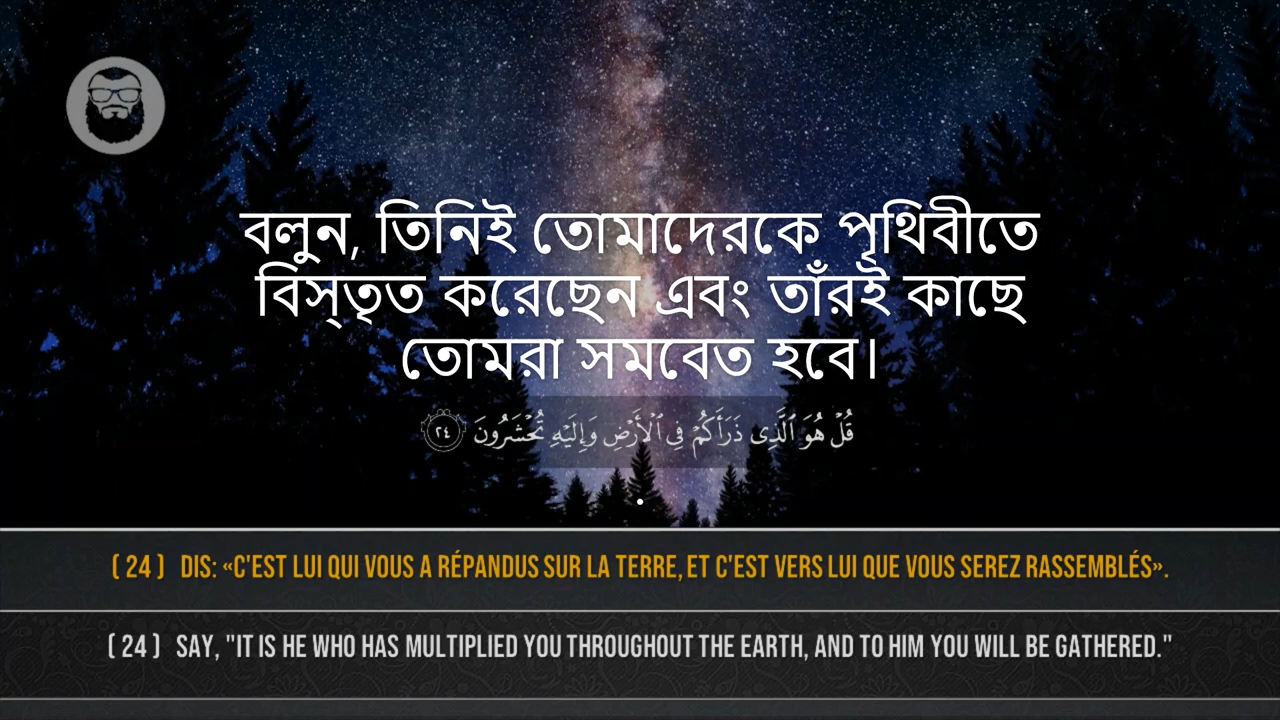 বলুন, তিনিই তোমাদেরকে পৃথিবীতে
বিস্তৃত করেছেন এবং তাঁরই কাছে
তোমরা সমবেত হবে।
قُلْ هُوَ ٱلَّذِى ذَرَأَكُمْ فِى ٱلْأَرْضِ وَإِلَيْهِ تُحْشَرُونَ ٢٤
( 24 ) DIS: «C'EST LUI QUI VOUS A RÉPANDUS SUR LA TERRE, ET C'EST VERS LUI QUE VOUS SEREZ RASSEMBLÉS».
( 24 ) SAY, "IT IS HE WHO HAS MULTIPLIED YOU THROUGHOUT THE EARTH, AND TO HIM YOU WILL BE GATHERED."